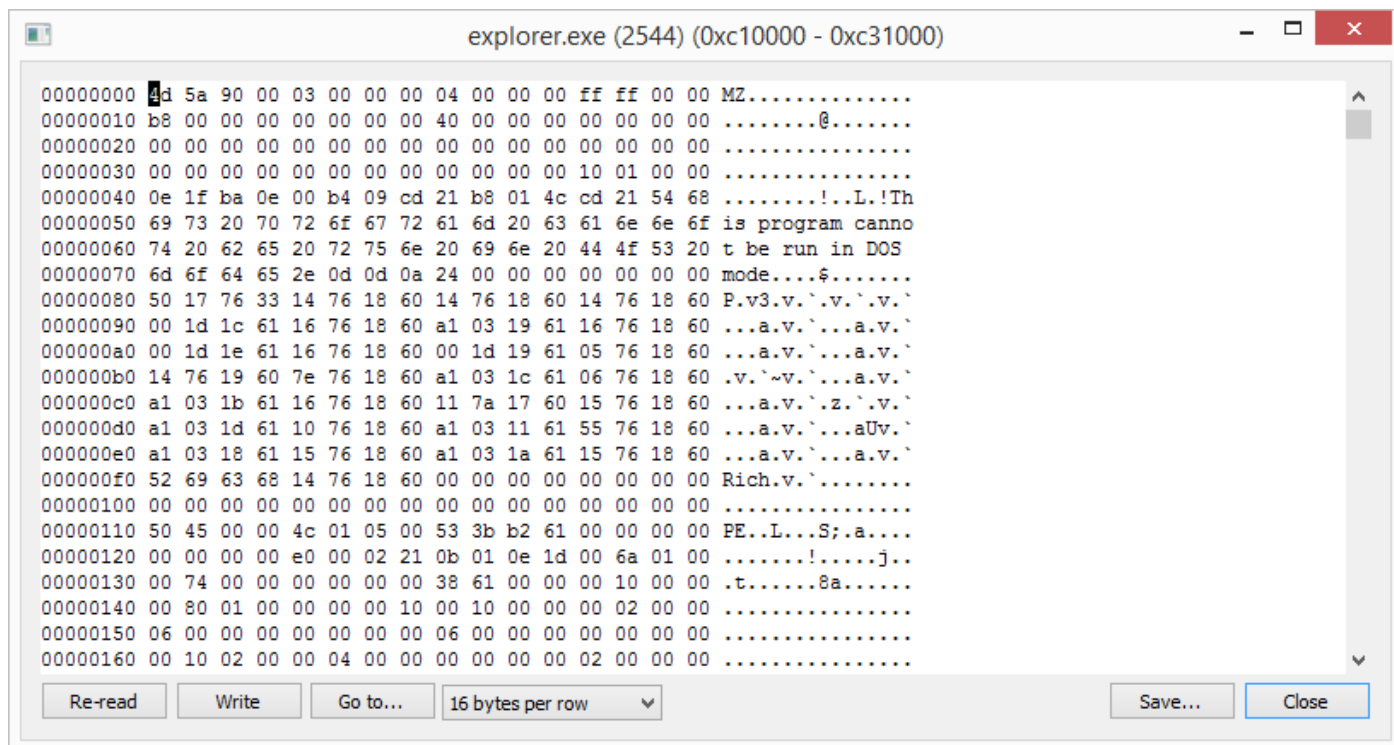 explorer.exe (2544) (0xc10000 - 0xc31000)
00000000 4d 5a 90 00 03 00 00 00 04 00 00 00 ff ff 00 00 MZ..............
00000010 b8 00 00 00 00 00 00 00 40 00 00 00 00 00 00 00 ........@.......
00000020 00 00 00 00 00 00 00 00 00 00 00 00 00 00 00 00 ................
00000030 00 00 00 00 00 00 00 00 00 00 00 00 10 01 00 00 ................
00000040 0e 1f ba 0e 00 b4 09 cd 21 b8 01 4c cd 21 54 68 ........!..L.!Th
00000050 69 73 20 70 72 6f 67 72 61 6d 20 63 61 6e 6e 6f is program canno
00000060 74 20 62 65 20 72 75 6e 20 69 6e 20 44 4f 53 20 t be run in DOS
00000070 6d 6f 64 65 2e 0d 0d 0a 24 00 00 00 00 00 00 00 mode....$.......
00000080 50 17 76 33 14 76 18 60 14 76 18 60 14 76 18 60 P.v3.v.`.v.`.v.`
00000090 00 1d 1c 61 16 76 18 60 a1 03 19 61 16 76 18 60 ...a.v.`...a.v.`
000000a0 00 1d 1e 61 16 76 18 60 00 1d 19 61 05 76 18 60 ...a.v.`...a.v.`
000000b0 14 76 19 60 7e 76 18 60 a1 03 1c 61 06 76 18 60 .v.`~v.`...a.v.`
000000c0 a1 03 1b 61 16 76 18 60 11 7a 17 60 15 76 18 60 ...a.v.`.z.`.v.`
000000d0 a1 03 1d 61 10 76 18 60 a1 03 11 61 55 76 18 60 ...a.v.`...aUv.`
000000e0 a1 03 18 61 15 76 18 60 a1 03 1a 61 15 76 18 60 ...a.v.`...a.v.`
000000f0 52 69 63 68 14 76 18 60 00 00 00 00 00 00 00 00 Rich.v.`........
00000100 00 00 00 00 00 00 00 00 00 00 00 00 00 00 00 00 ................
00000110 50 45 00 00 4c 01 05 00 53 3b b2 61 00 00 00 00 PE..L...S;.a....
00000120 00 00 00 00 e0 00 02 21 0b 01 0e 1d 00 6a 01 00 .......!.....j..
00000130 00 74 00 00 00 00 00 00 38 61 00 00 00 10 00 00 .t......8a......
00000140 00 80 01 00 00 00 00 10 00 10 00 00 00 02 00 00 ................
00000150 06 00 00 00 00 00 00 00 06 00 00 00 00 00 00 00 ................
00000160 00 10 02 00 00 04 00 00 00 00 00 00 02 00 00 00 ................
Re-read Write Go to... 16 bytes per row Save... Close